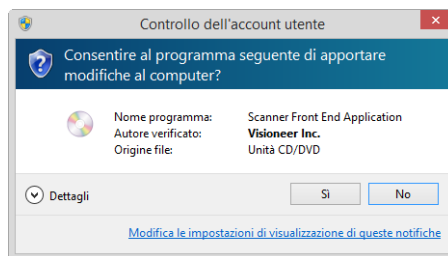 Controllo dell'account utente
Consentire al programma seguente di apportare
modifiche al computer?
Nome programma: Scanner Front End Application
Autore verificato: Visioneer Inc.
Origine file: Unità CD/DVD
Dettagli Sì No
Modifica le impostazioni di visualizzazione di queste notifiche